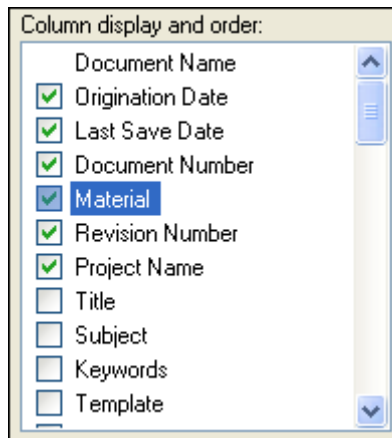 Column display and order:
Document Name
Origination Date
Last Save Date
Document Number
Material
Revision Number
Project Name
Title
Subject
Keywords
Template